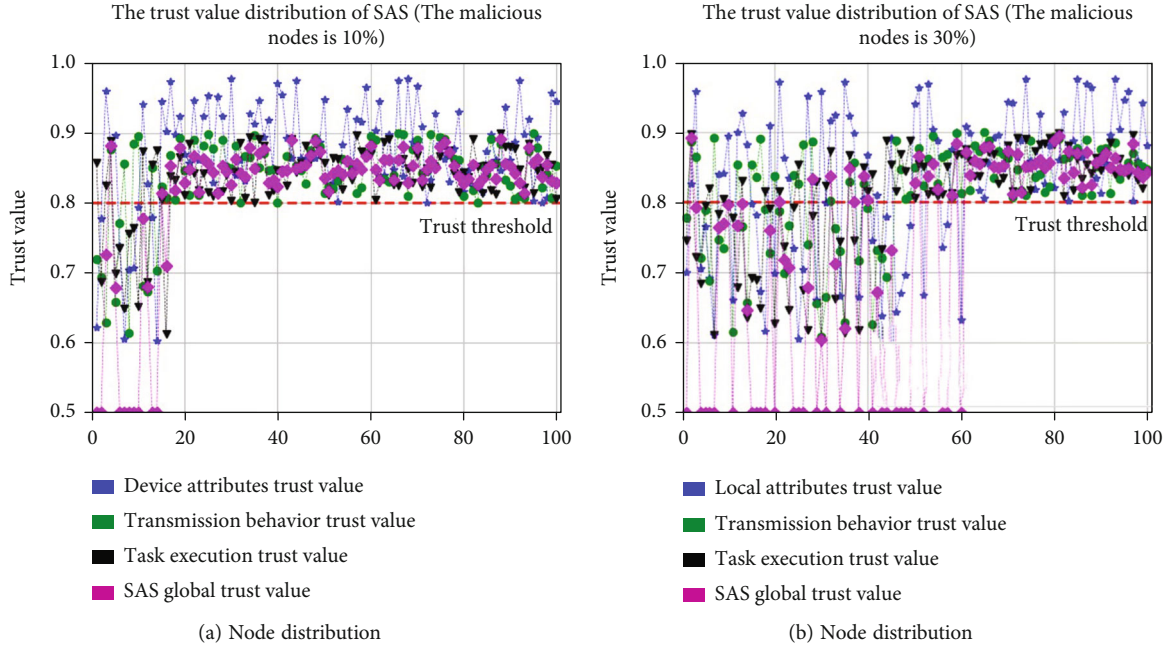 The trust value distribution of SAS (The malicious
nodes is 10%)
Trust value
1.0
0.9
0.8
0.7
0.6
0.5
Trust threshold
0
20
40
60
80
100
Device attributes trust value
Transmission behavior trust value
Task execution trust value
SAS global trust value
(a) Node distribution
The trust value distribution of SAS (The malicious
nodes is 30%)
Trust value
1.0
0.9
0.8
0.7
0.6
0.5
Trust threshold
0
20
40
60
80
100
Local attributes trust value
Transmission behavior trust value
Task execution trust value
SAS global trust value
(b) Node distribution